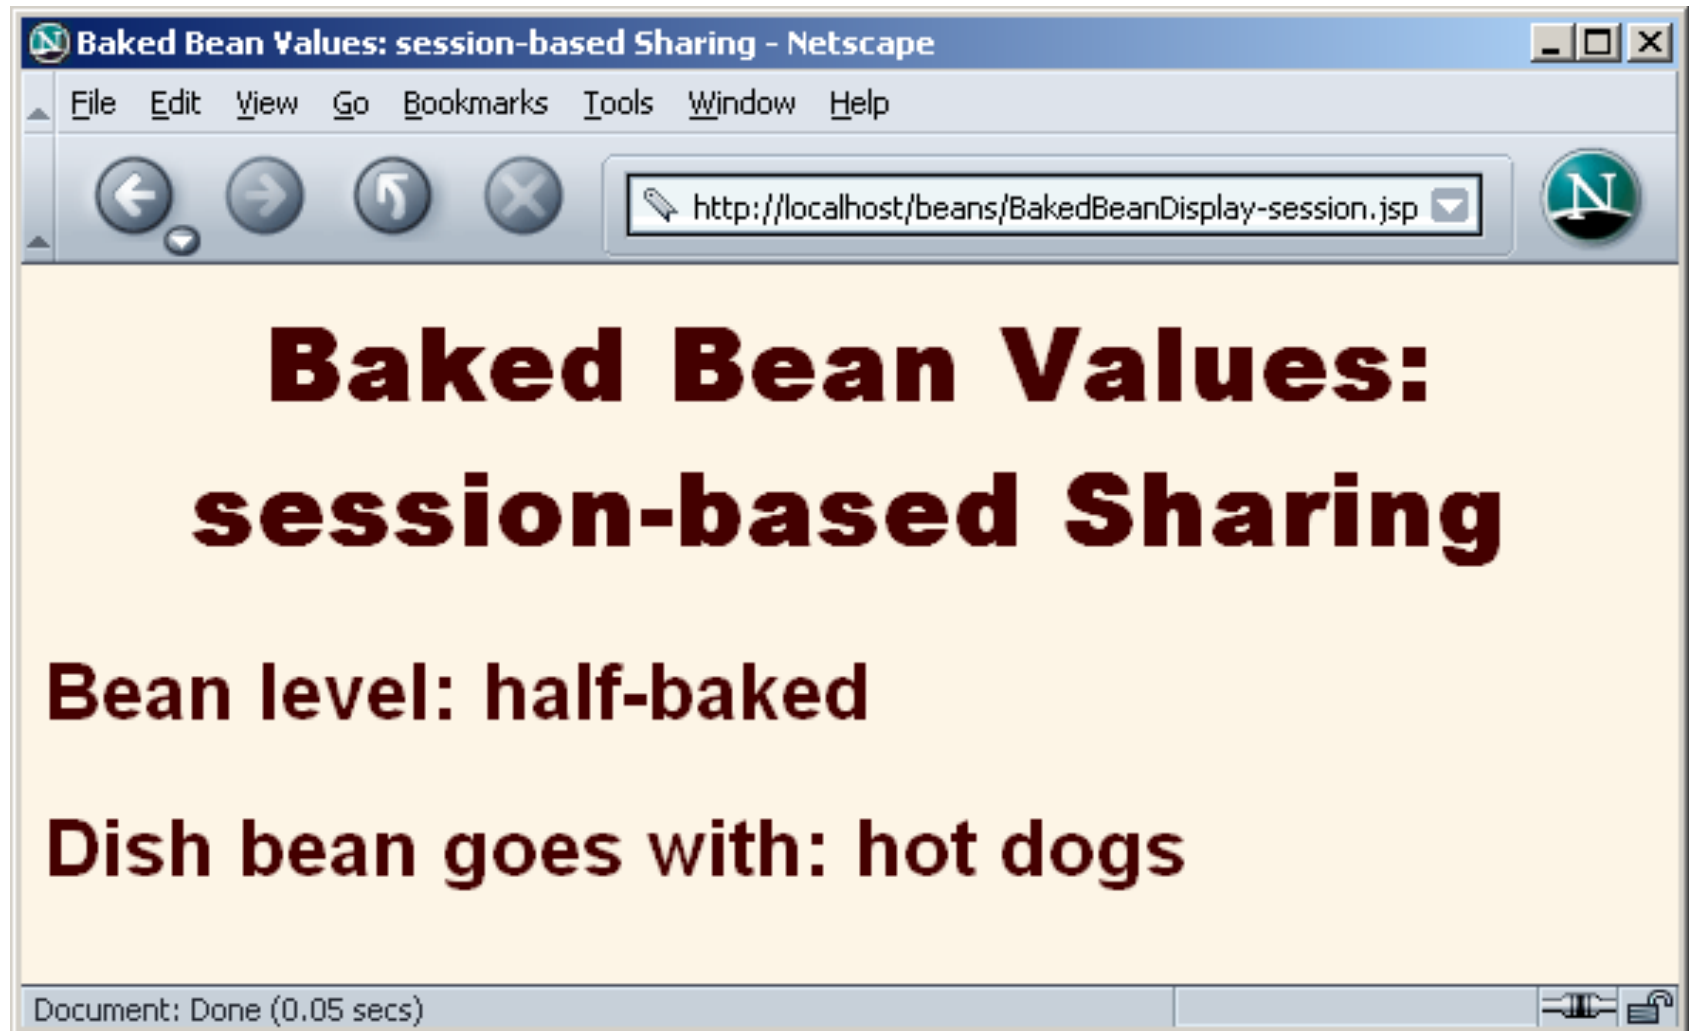 Baked Bean Values: session-based Sharing - Netscape
File Edit View Go Bookmarks Tools Window Help
http://localhost/beans/BakedBeanDisplay-session.jsp
N
Baked Bean Values:
session-based Sharing
Bean level: half-baked
Dish bean goes with: hot dogs
Document: Done (0.05 secs)